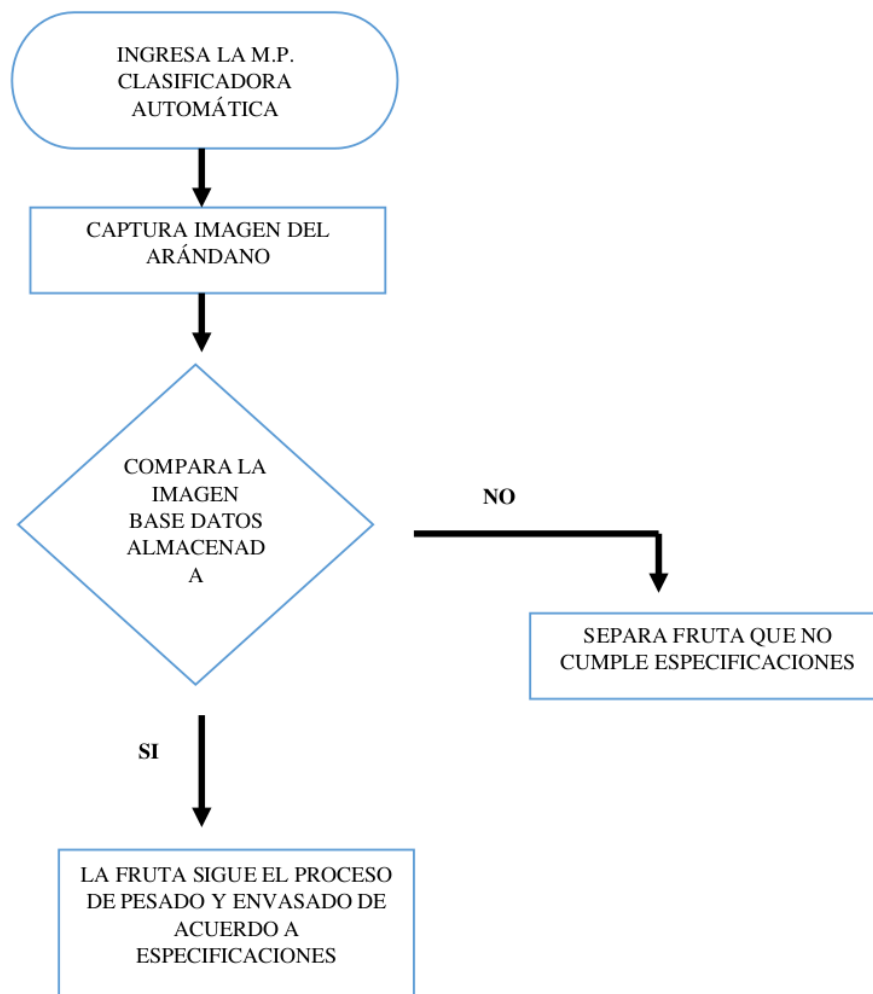 INGRESA LA M.P.
CLASIFICADORA
AUTOMÁTICA
CAPTURA IMAGEN DEL
ARÁNDANO
COMPARA LA
IMAGEN
BASE DATOS
ALMACENAD
A
NO
SEPARA FRUTA QUE NO
CUMPLE ESPECIFICACIONES
SI
LA FRUTA SIGUE EL PROCESO
DE PESADO Y ENVASADO DE
ACUERDO A
ESPECIFICACIONES